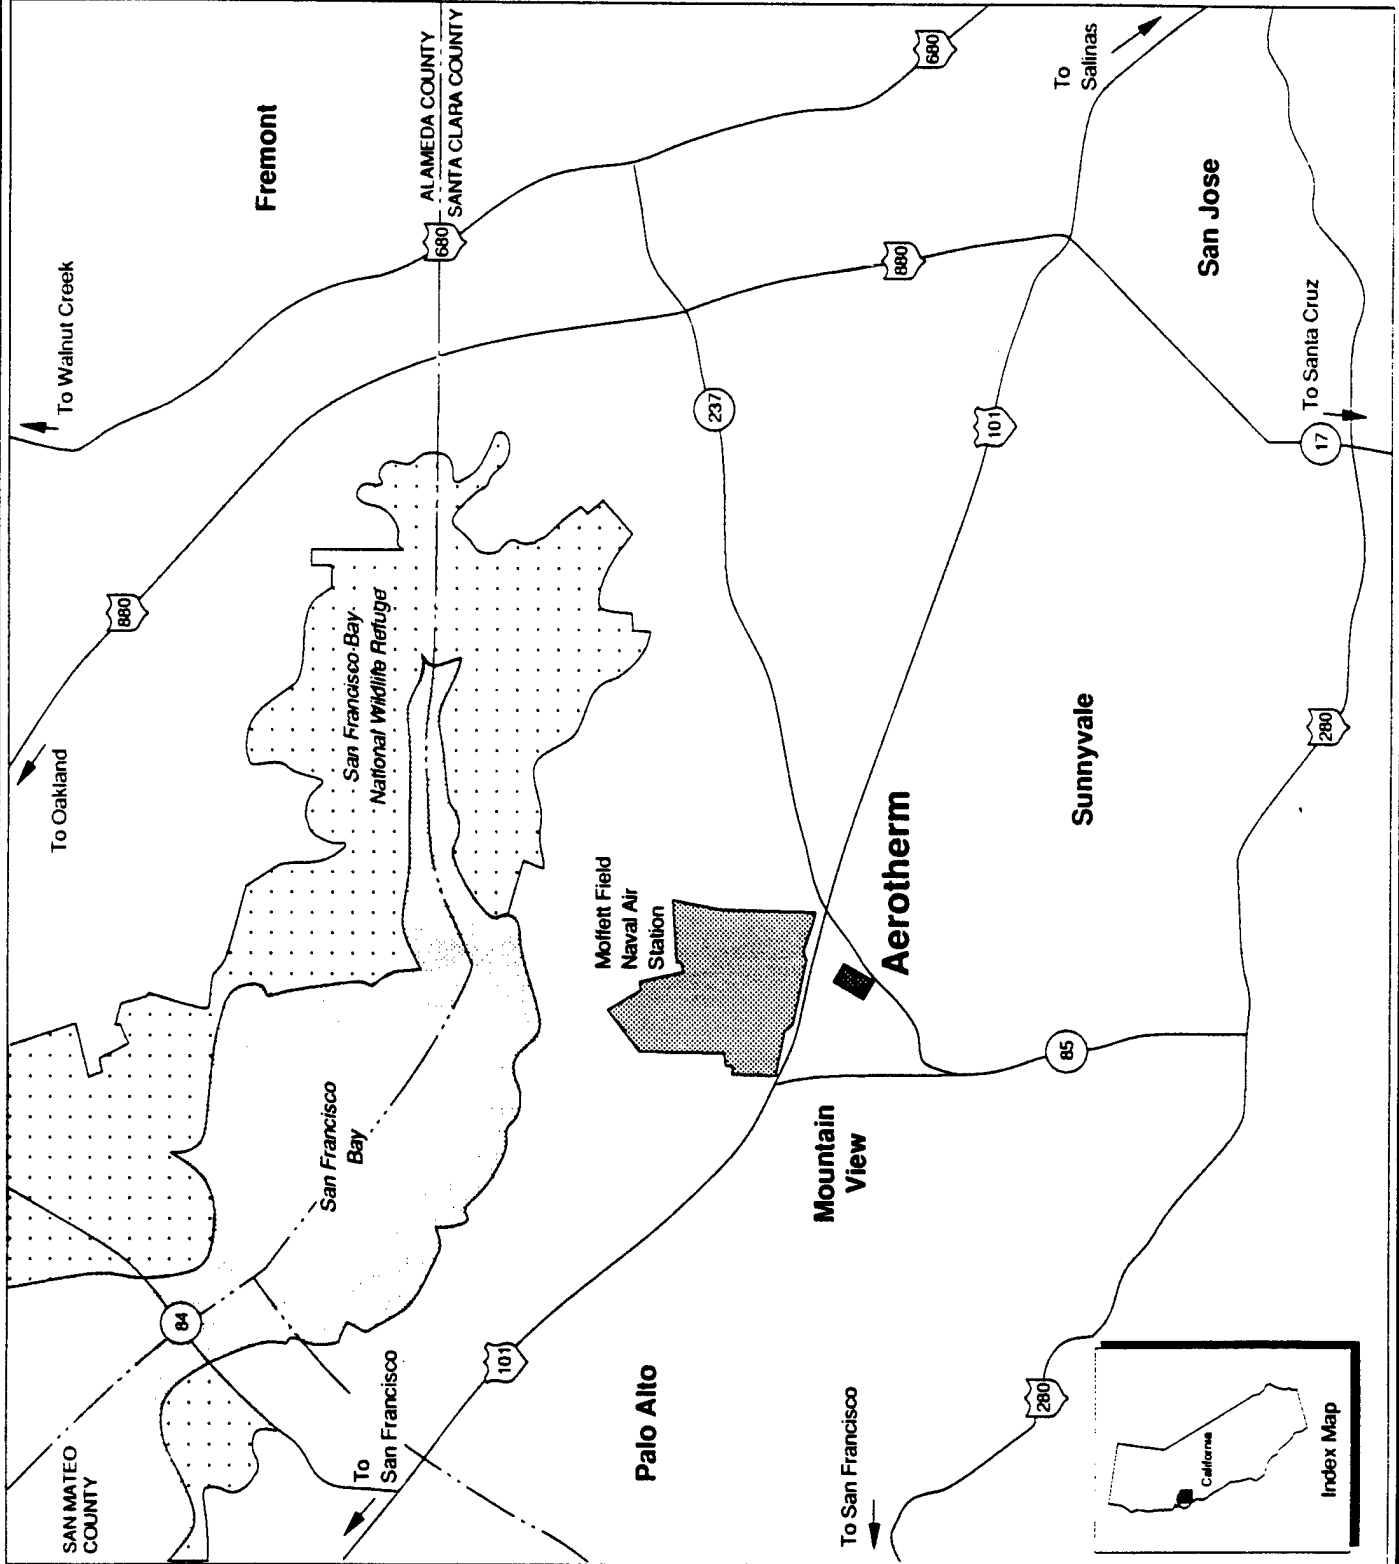 SAN MATEO
COUNTY
84
To
San Francisco
101
Palo Alto
To San Francisco
280
California
Index Map
San Francisco
Bay
Mountain
View
85
Moffett Field
Naval Air
Station
Aerotherm
To Oakland
880
San Francisco Bay
National Wildlife Refuge
Sunnyvale
280
To Walnut Creek
237
101
To Santa Cruz
17
Fremont
680
ALAMEDA COUNTY
SANTA CLARA COUNTY
880
San Jose
680
To
Salinas